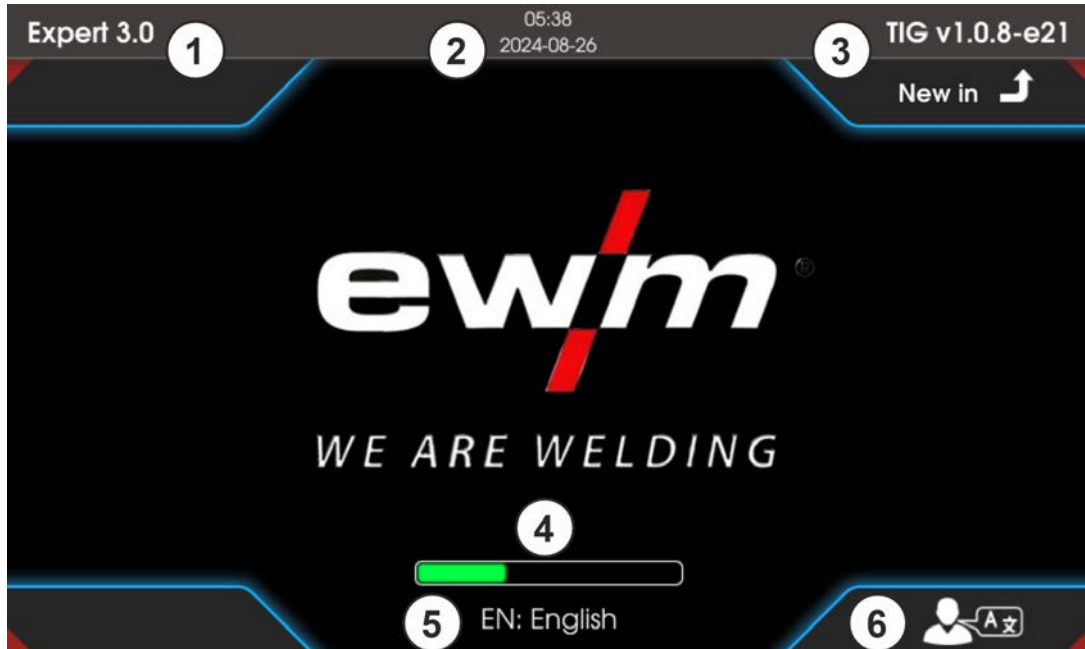 Expert 3.0
1
2
05:38
2024-08-26
3
TIG v1.0.8-e21
New in
ewm®
WE ARE WELDING
4
5
EN: English
6
A 文